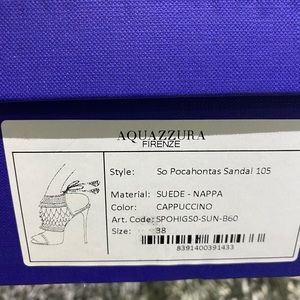 AQUAZZURA
FIRENZE
Style: So Pocahontas Sandal 105
Material: SUEDE - NAPPA
Color: CAPPUCCINO
Art. Code: SPOHIGS0-SUN-B60
Size: 38
8391400391433